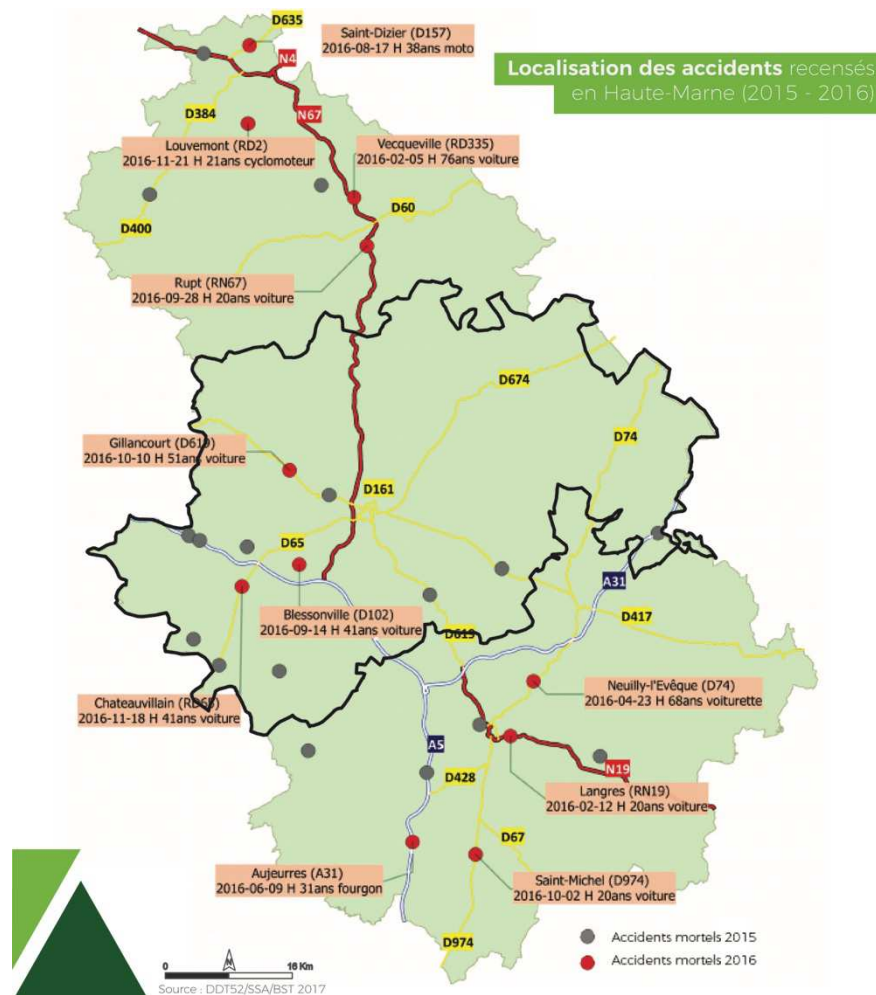 D635
Saint-Dizier (D157)
2016-08-17 H 38ans moto
N4
Localisation des accidents recensés
en Haute-Marne (2015 - 2016)
D384
N67
Louvemont (RD2)
2016-11-21 H 21ans cyclomoteur
Vecqueville (RD335)
2016-02-05 H 76ans voiture
D60
D400
Rupt (RN67)
2016-09-28 H 20ans voiture
D674
D74
Gillancourt (D619)
2016-10-10 H 51ans voiture
D161
D65
A31
Blessonville (D102)
2016-09-14 H 41ans voiture
D417
D619
Chateauvillain (RD65)
2016-11-18 H 41ans voiture
Neuilly-l'Evêque (D74)
2016-04-23 H 68ans voiturette
A5
D428
N19
Langres (RN19)
2016-02-12 H 20ans voiture
D67
Aujeurres (A31)
2016-06-09 H 31ans fourgon
Saint-Michel (D974)
2016-10-02 H 20ans voiture
D974
Accidents mortels 2015
Accidents mortels 2016
N
0 16 Km
Source : DDT52/SSA/BST 2017